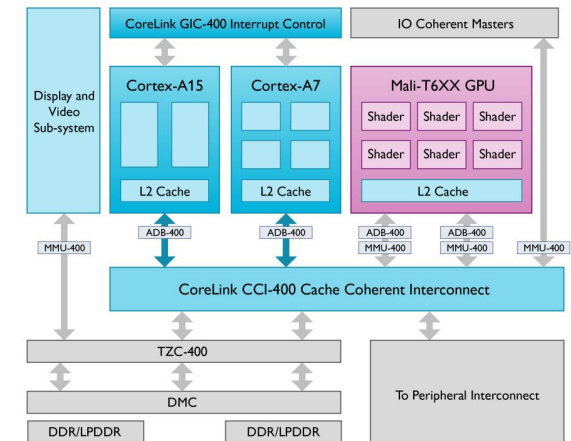 CoreLink GIC-400 Interrupt Control
IO Coherent Masters
Display and
Video
Sub-system
Cortex-A15
L2 Cache
Cortex-A7
L2 Cache
Mali-T6XX GPU
Shader Shader Shader
Shader Shader Shader
L2 Cache
ADB-400
ADB-400
ADB-400
ADB-400
MMU-400
MMU-400
MMU-400
MMU-400
CoreLink CCI-400 Cache Coherent Interconnect
TZC-400
DMC
To Peripheral Interconnect
DDR/LPDDR
DDR/LPDDR